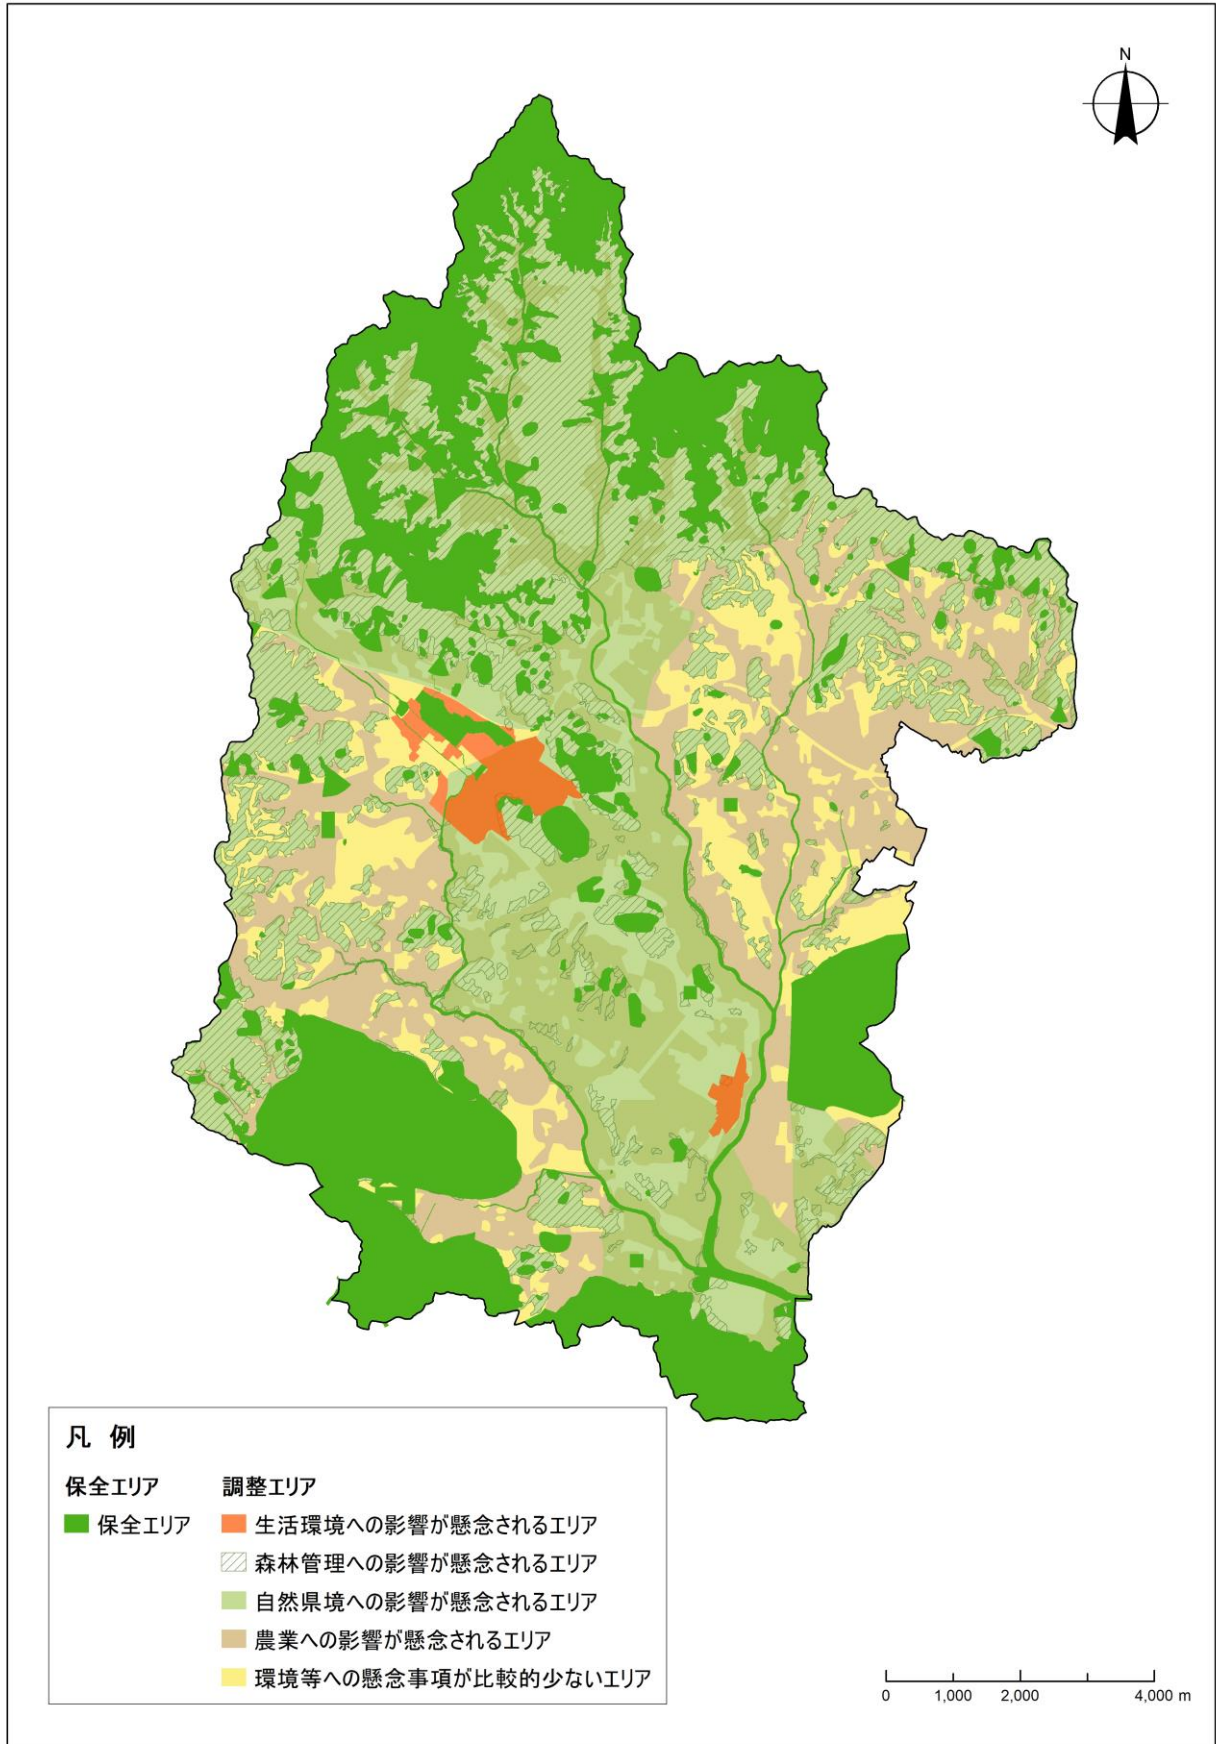 N
凡 例
保全エリア 調整エリア
保全エリア 生活環境への影響が懸念されるエリア
森林管理への影響が懸念されるエリア
自然県境への影響が懸念されるエリア
農業への影響が懸念されるエリア
環境等への懸念事項が比較的少ないエリア
0 1,000 2,000 4,000 m